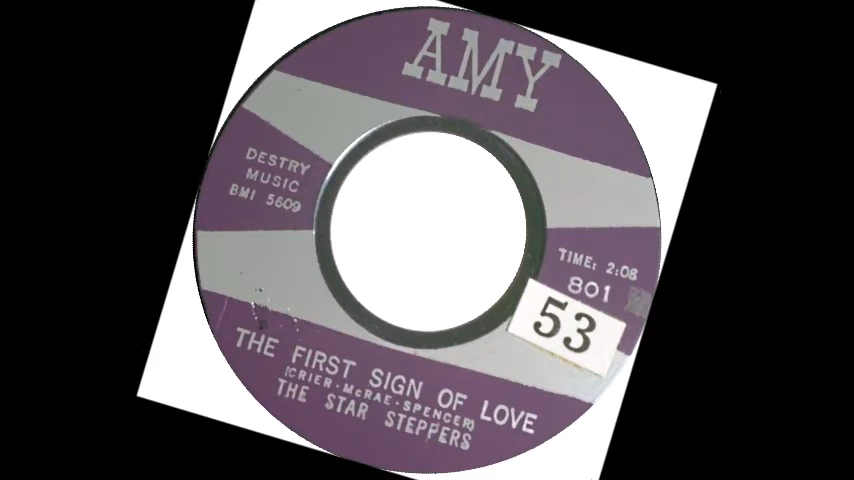 AMY
DESTRY
MUSIC
BMI 5609
TIME: 2:08
801
53
THE FIRST SIGN OF LOVE
(CRIER-McRAE-SPENCER)
THE STAR STEPPERS